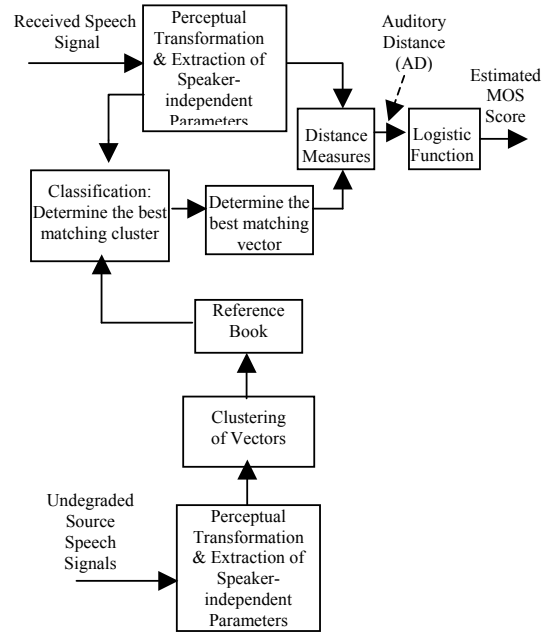 Received Speech
Signal
Perceptual
Transformation
& Extraction of
Speaker-
independent
Parameters
Auditory
Distance
(AD)
Estimated
MOS
Score
Distance
Measures
Logistic
Function
Classification:
Determine the best
matching cluster
Determine the
best matching
vector
Reference
Book
Clustering
of Vectors
Undegraded
Source
Speech
Signals
Perceptual
Transformation
& Extraction of
Speaker-
independent
Parameters